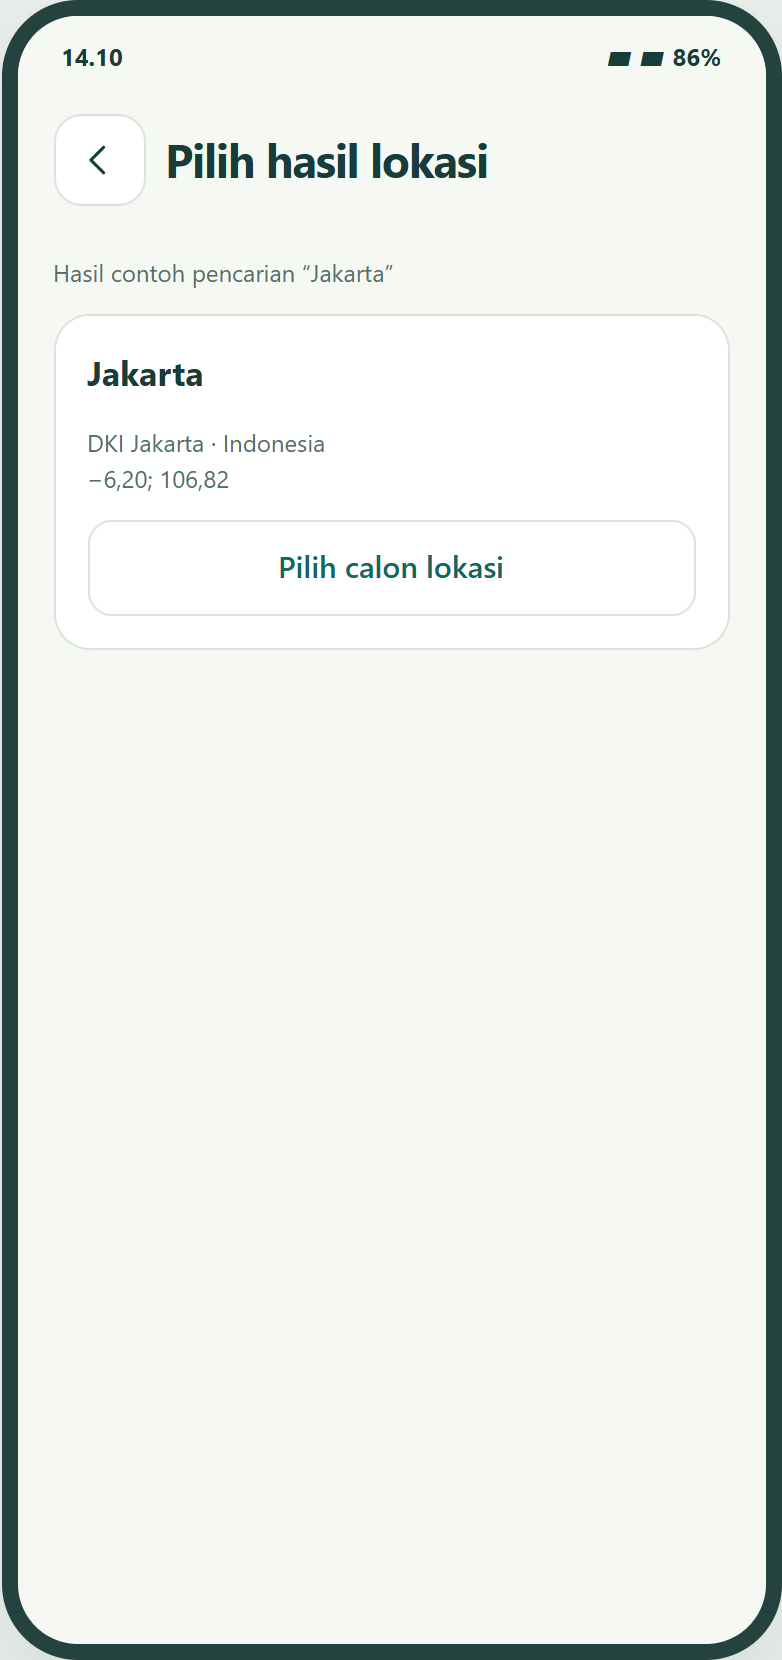 14.10
86%
Pilih hasil lokasi
Hasil contoh pencarian “Jakarta”
Jakarta
DKI Jakarta · Indonesia
−6,20; 106,82
Pilih calon lokasi